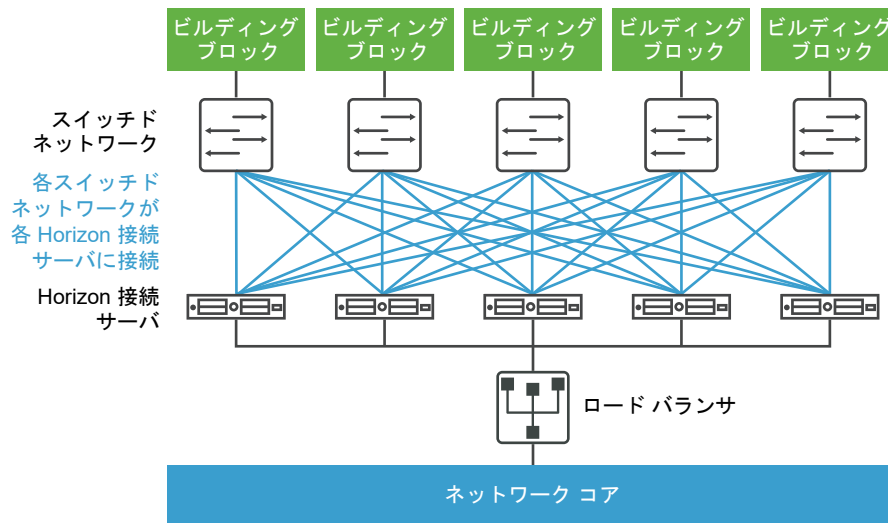 ビルディング
ブロック
ビルディング
ブロック
ビルディング
ブロック
ビルディング
ブロック
ビルディング
ブロック
スイッチド
ネットワーク
各スイッチド
ネットワークが
各 Horizon 接続
サーバに接続
Horizon 接続
サーバ
ロード バランサ
ネットワーク コア